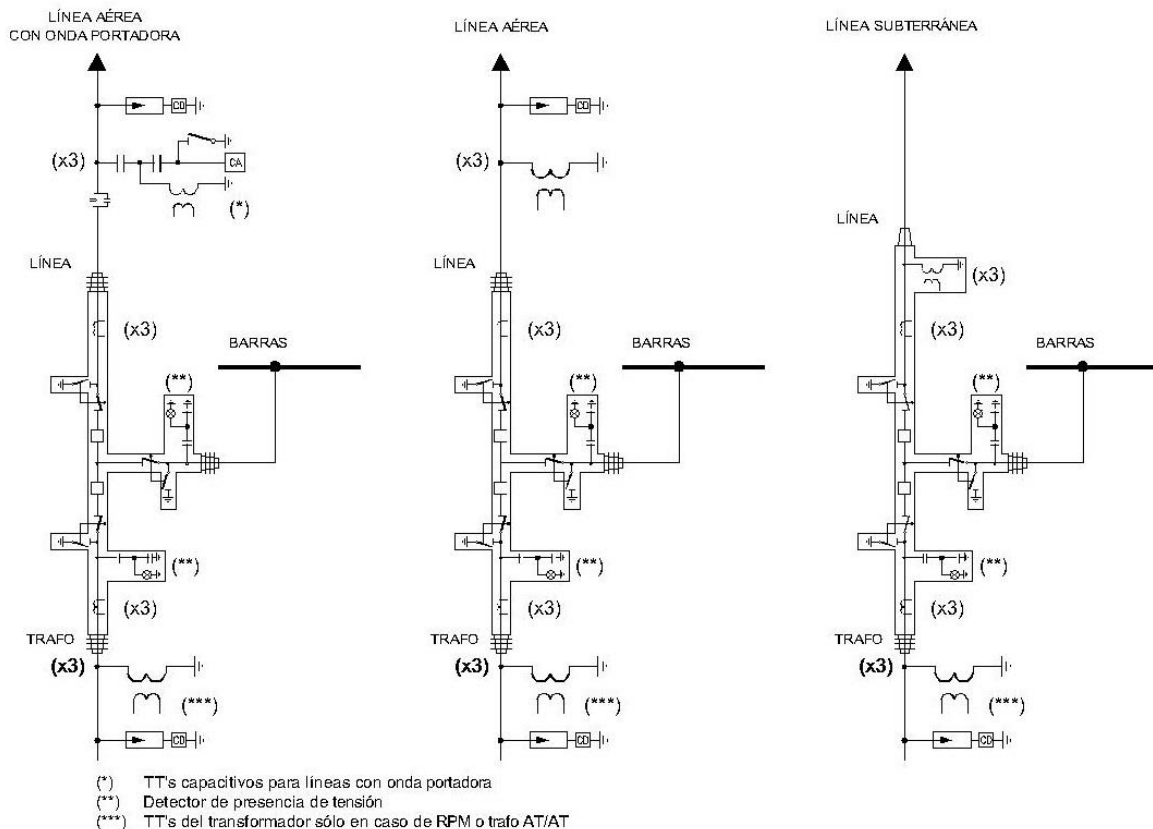 LÍNEA AÉREA
CON ONDA PORTADORA
CD
(x3)
CA
(*)
LÍNEA
(x3)
BARRAS
(**)
(**)
(x3)
TRAFO
(x3)
(***)
CD
LÍNEA AÉREA
CD
(x3)
LÍNEA
(x3)
BARRAS
(**)
(**)
(x3)
TRAFO
(x3)
(***)
CD
LÍNEA SUBTERRÁNEA
LÍNEA
(x3)
(x3)
BARRAS
(**)
(**)
(x3)
TRAFO
(x3)
(***)
CD
(*) TT's capacitivos para líneas con onda portadora
(**) Detector de presencia de tensión
(***) TT's del transformador sólo en caso de RPM o trafo AT/AT